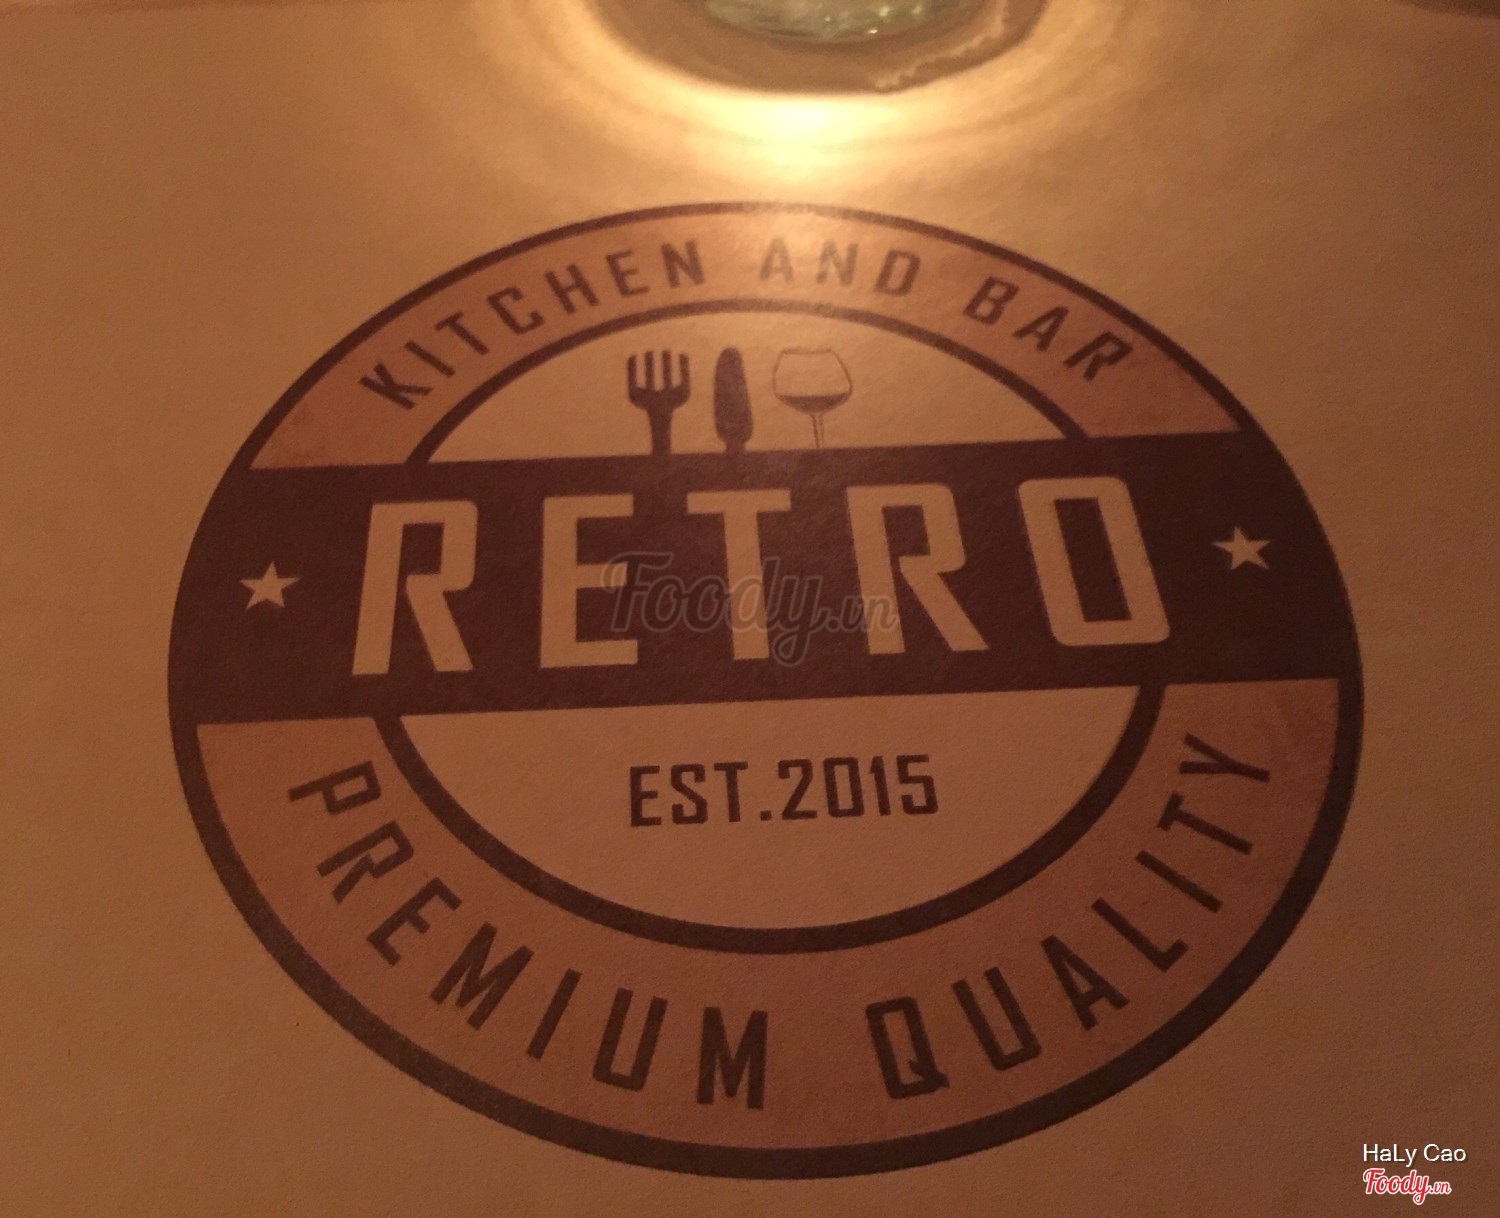 KITCHEN AND BAR
RETRO
Foody.vn
EST.2015
PREMIUM QUALITY
HaLy Cao
Foody.vn